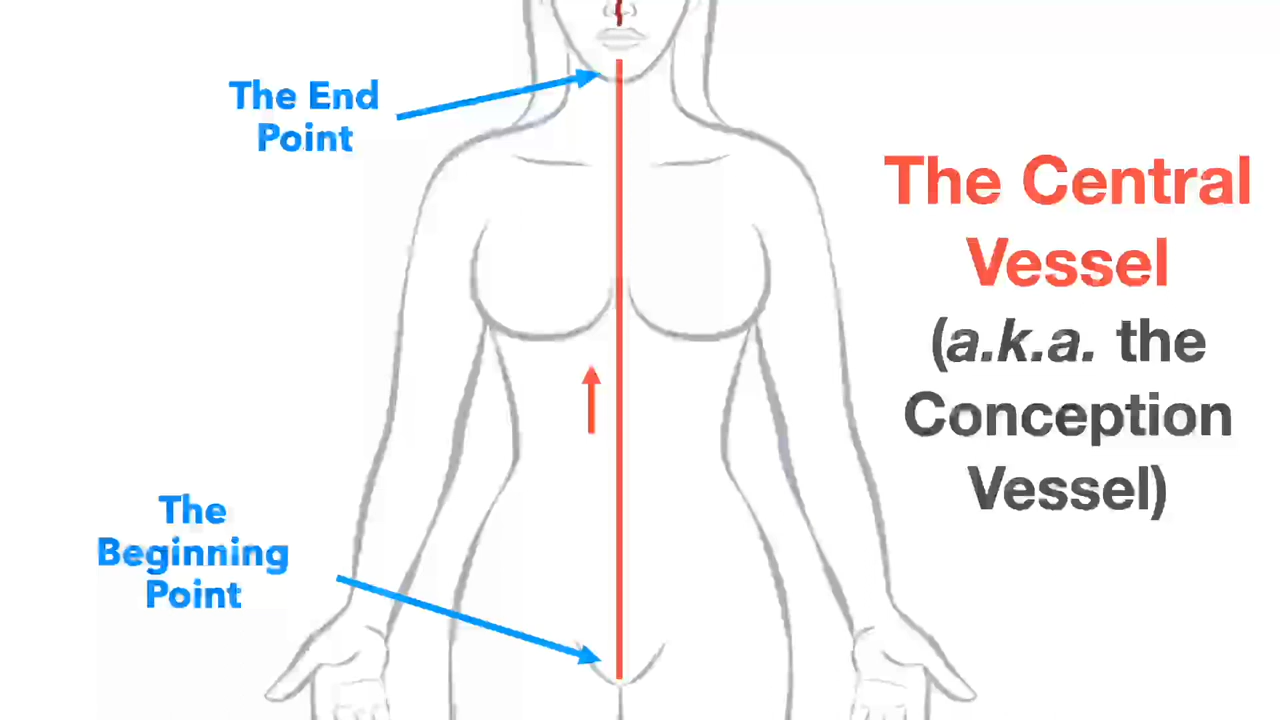 The End
Point
The Central
Vessel
(a.k.a. the
Conception
Vessel)
The
Beginning
Point